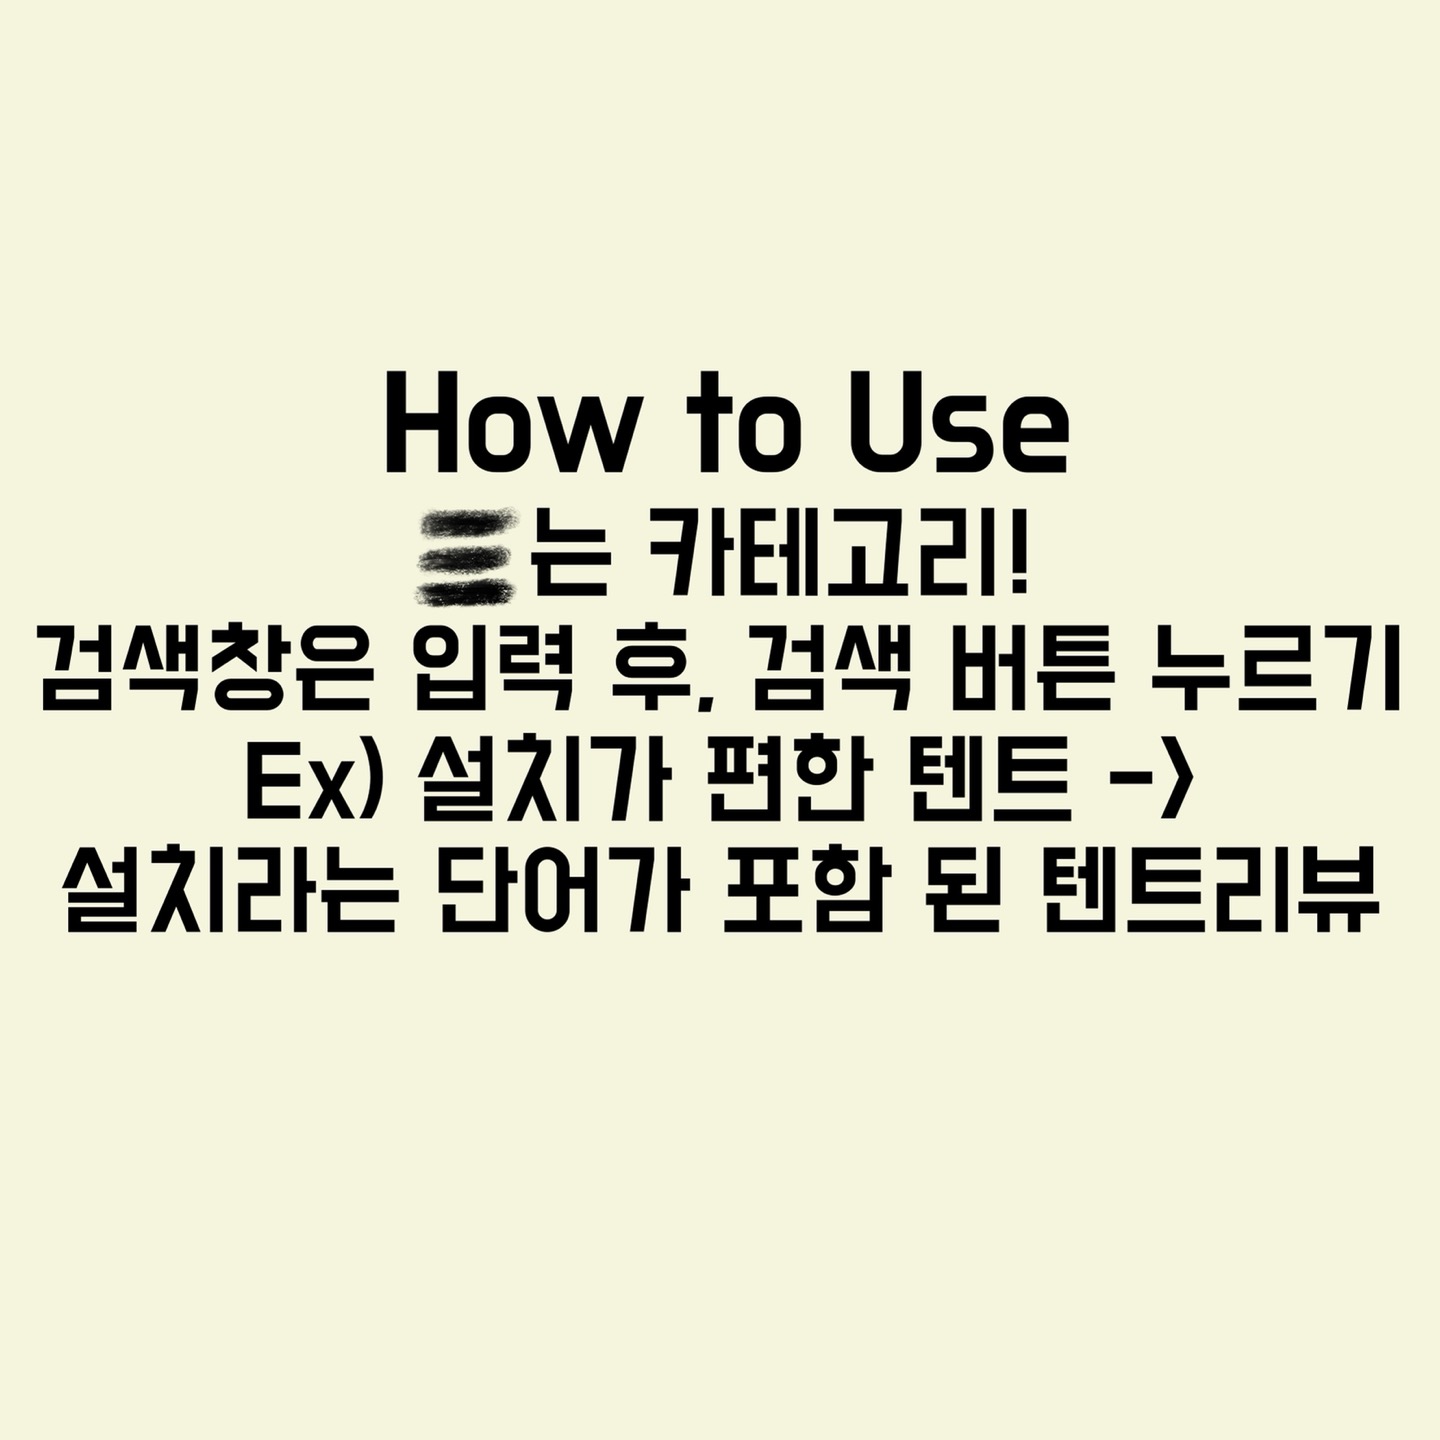 How to Use
는 카테고리!
검색창은 입력 후, 검색 버튼 누르기
Ex) 설치가 편한 텐트 ->
설치라는 단어가 포함 된 텐트리뷰